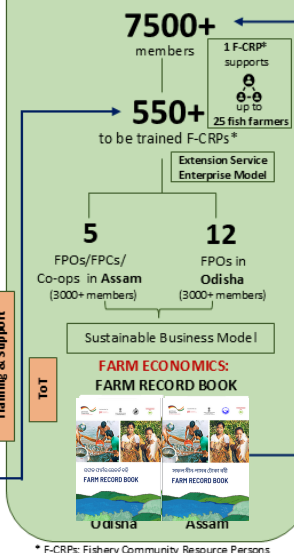 7500+
members
1 F-CRP*
supports
up to
25 fish farmers
550+
to be trained F-CRPs*
Extension Service
Enterprise Model
5
FPOs/FPCs/
Co-ops in Assam
(3000+ members)
12
FPOs in
Odisha
(3000+ members)
Sustainable Business Model
Training & Support
ToT
FARM ECONOMICS:
FARM RECORD BOOK
FARM RECORD BOOK
FARM RECORD BOOK
Odisha
Assam
* F-CRPs: Fishery Community Resource Persons